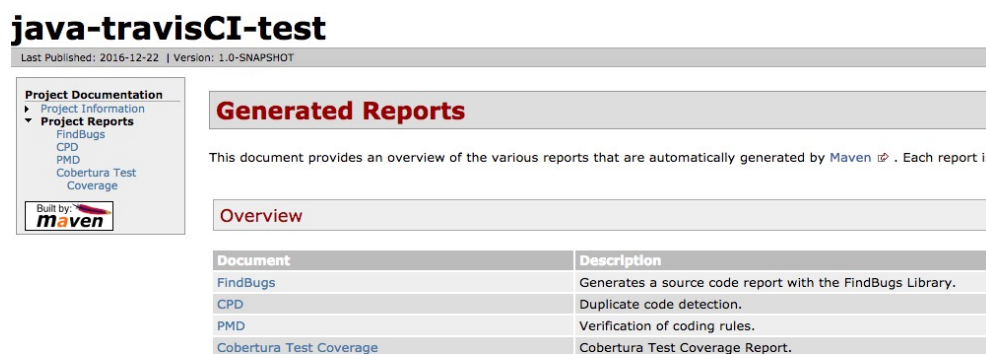 java-travisCI-test
Last Published: 2016-12-22 | Version: 1.0-SNAPSHOT
Project Documentation
Project Information
Project Reports
FindBugs
CPD
PMD
Cobertura Test
Coverage
Built by:
maven
Generated Reports
This document provides an overview of the various reports that are automatically generated by Maven . Each report i
Overview
Document Description
FindBugs Generates a source code report with the FindBugs Library.
CPD Duplicate code detection.
PMD Verification of coding rules.
Cobertura Test Coverage Cobertura Test Coverage Report.